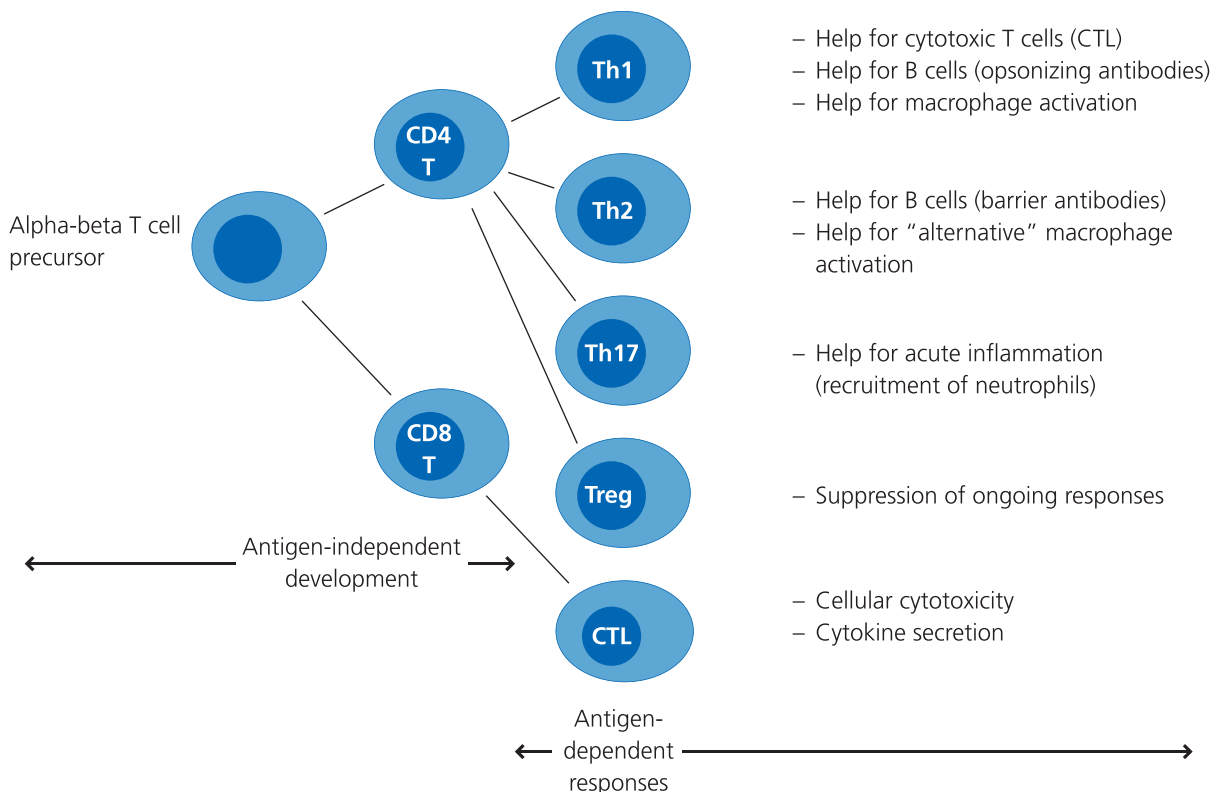 Th1
– Help for cytotoxic T cells (CTL)
– Help for B cells (opsonizing antibodies)
– Help for macrophage activation
CD4
T
Th2
– Help for B cells (barrier antibodies)
– Help for “alternative” macrophage
activation
Alpha-beta T cell
precursor
Th17
– Help for acute inflammation
(recruitment of neutrophils)
CD8
T
Treg
– Suppression of ongoing responses
Antigen-independent
development
CTL
– Cellular cytotoxicity
– Cytokine secretion
Antigen-
dependent
responses